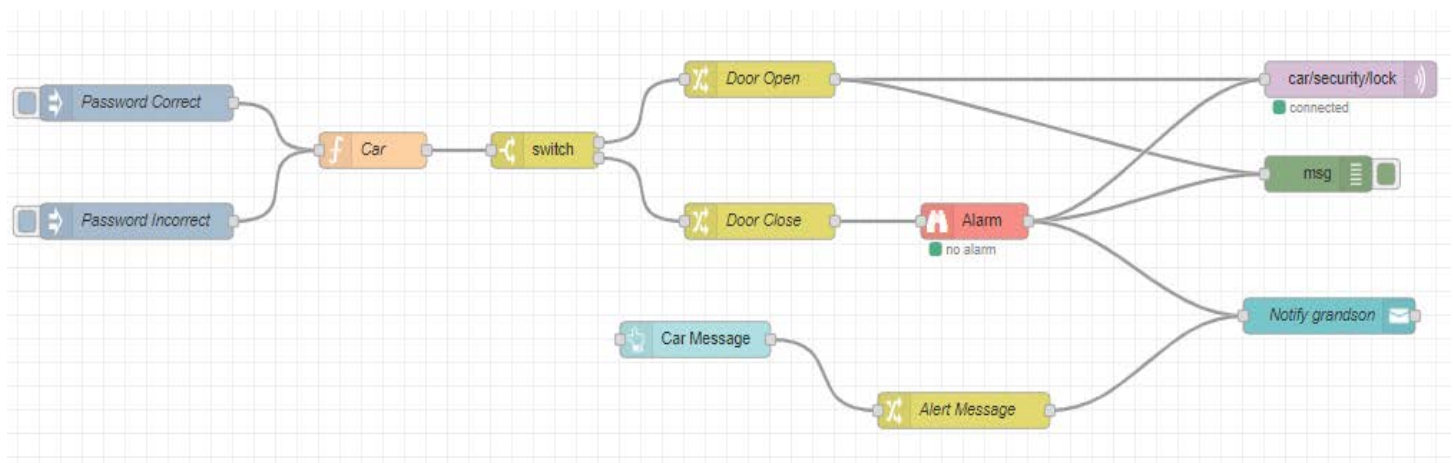 Password Correct
Password Incorrect
Car
switch
Door Open
Door Close
Alarm
no alarm
car/security/lock
connected
msg
Notify grandson
Car Message
Alert Message